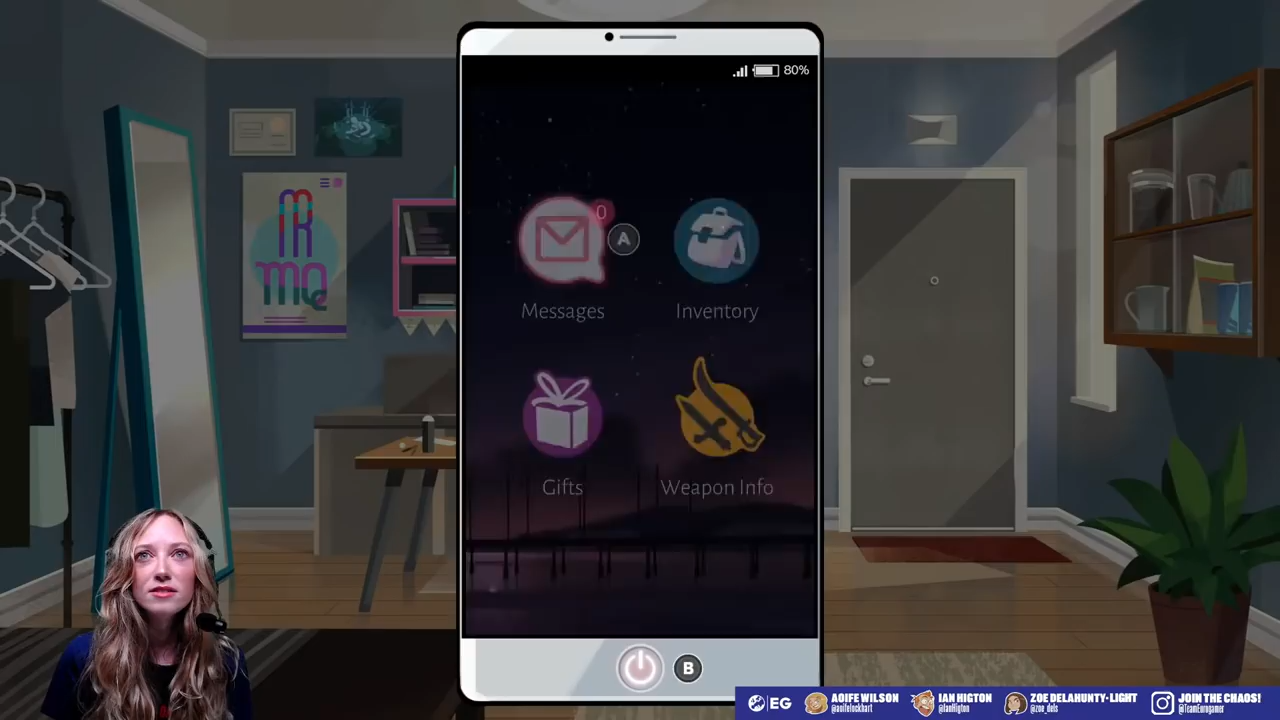 80%
0
A
Messages
Inventory
Gifts
Weapon Info
B
EG
AOIFE WILSON
@aoifelockhart
IAN HIGTON
@IanHigton
ZOE DELAHUNTY-LIGHT
@zoe_dels
JOIN THE CHAOS!
@TeamEurogamer